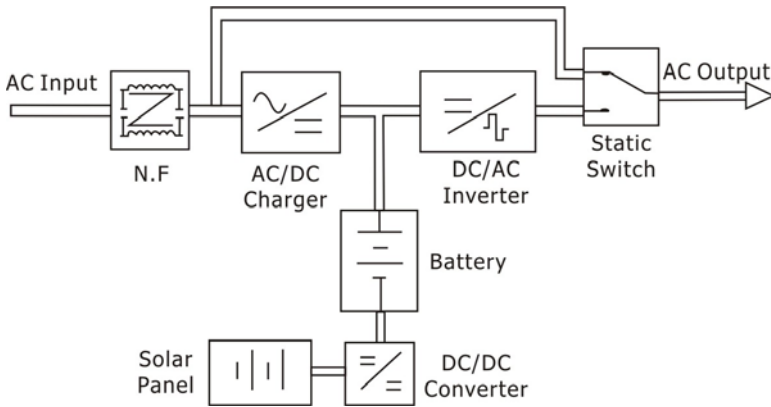 AC Input
AC Output
N.F
AC/DC
Charger
DC/AC
Inverter
Static
Switch
Battery
Solar
Panel
DC/DC
Converter